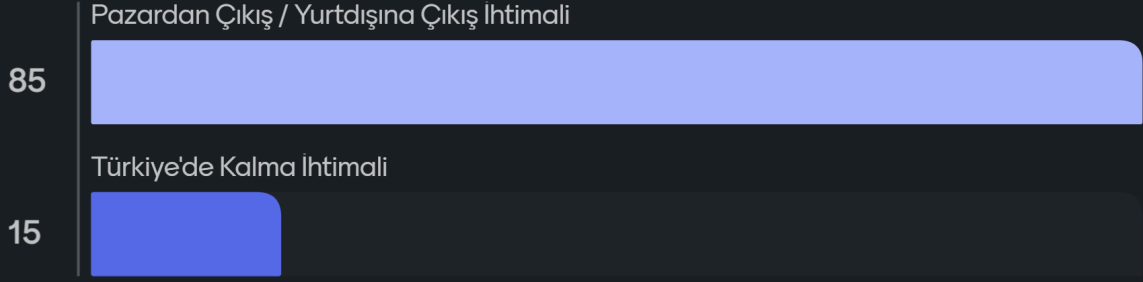 Pazardan Çıkış / Yurtdışına Çıkış İhtimali
85
Türkiye'de Kalma İhtimali
15